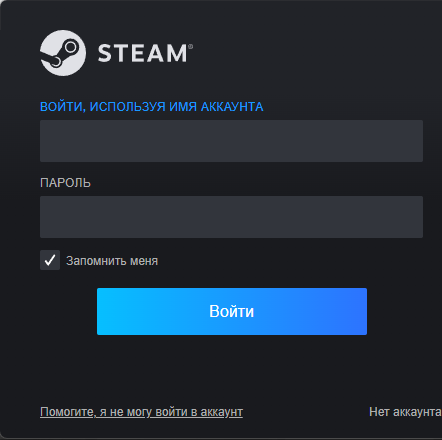 STEAM®
ВОЙТИ, ИСПОЛЬЗУЯ ИМЯ АККАУНТА
ПАРОЛЬ
Запомнить меня
Войти
Помогите, я не могу войти в аккаунт
Нет аккаунта